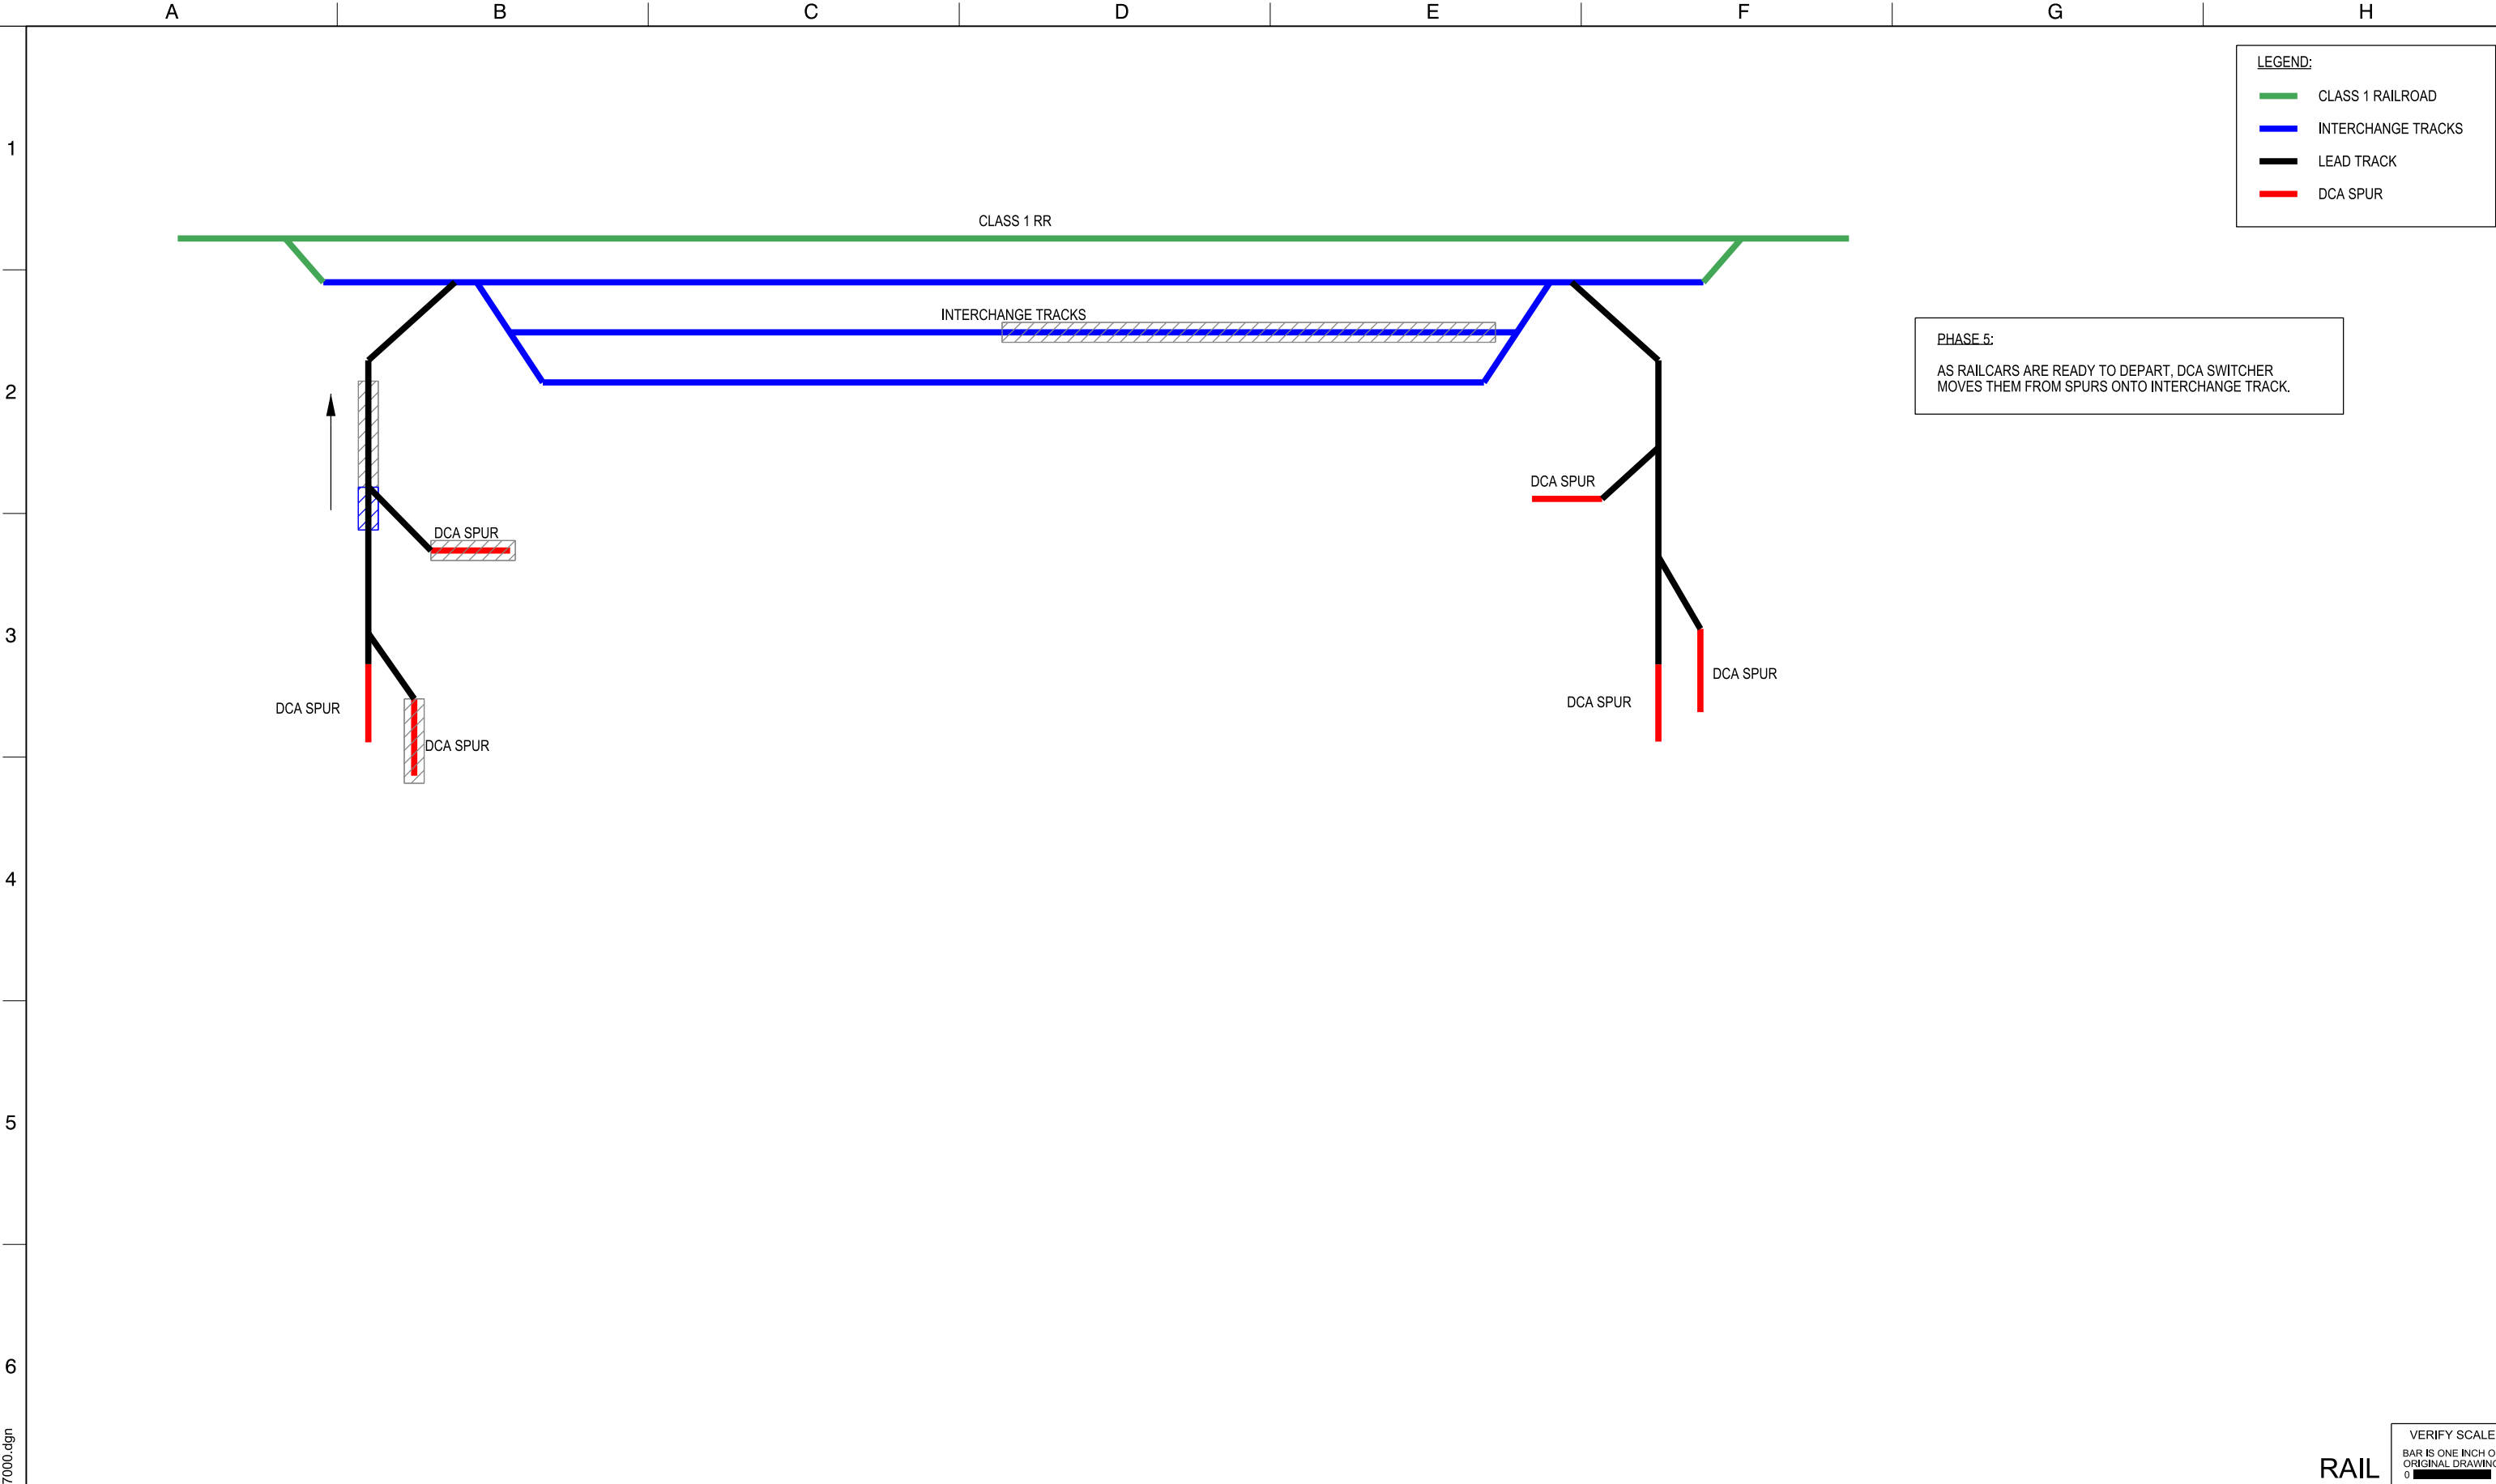 A B C D E F G H
LEGEND:
CLASS 1 RAILROAD
INTERCHANGE TRACKS
LEAD TRACK
DCA SPUR
1
CLASS 1 RR
INTERCHANGE TRACKS
PHASE 5:
AS RAILCARS ARE READY TO DEPART, DCA SWITCHER
MOVES THEM FROM SPURS ONTO INTERCHANGE TRACK.
2
DCA SPUR
DCA SPUR
3
DCA SPUR
DCA SPUR
DCA SPUR
DCA SPUR
4
5
6
7000.dgn
RAIL
VERIFY SCALE
BAR IS ONE INCH O
ORIGINAL DRAWING
0